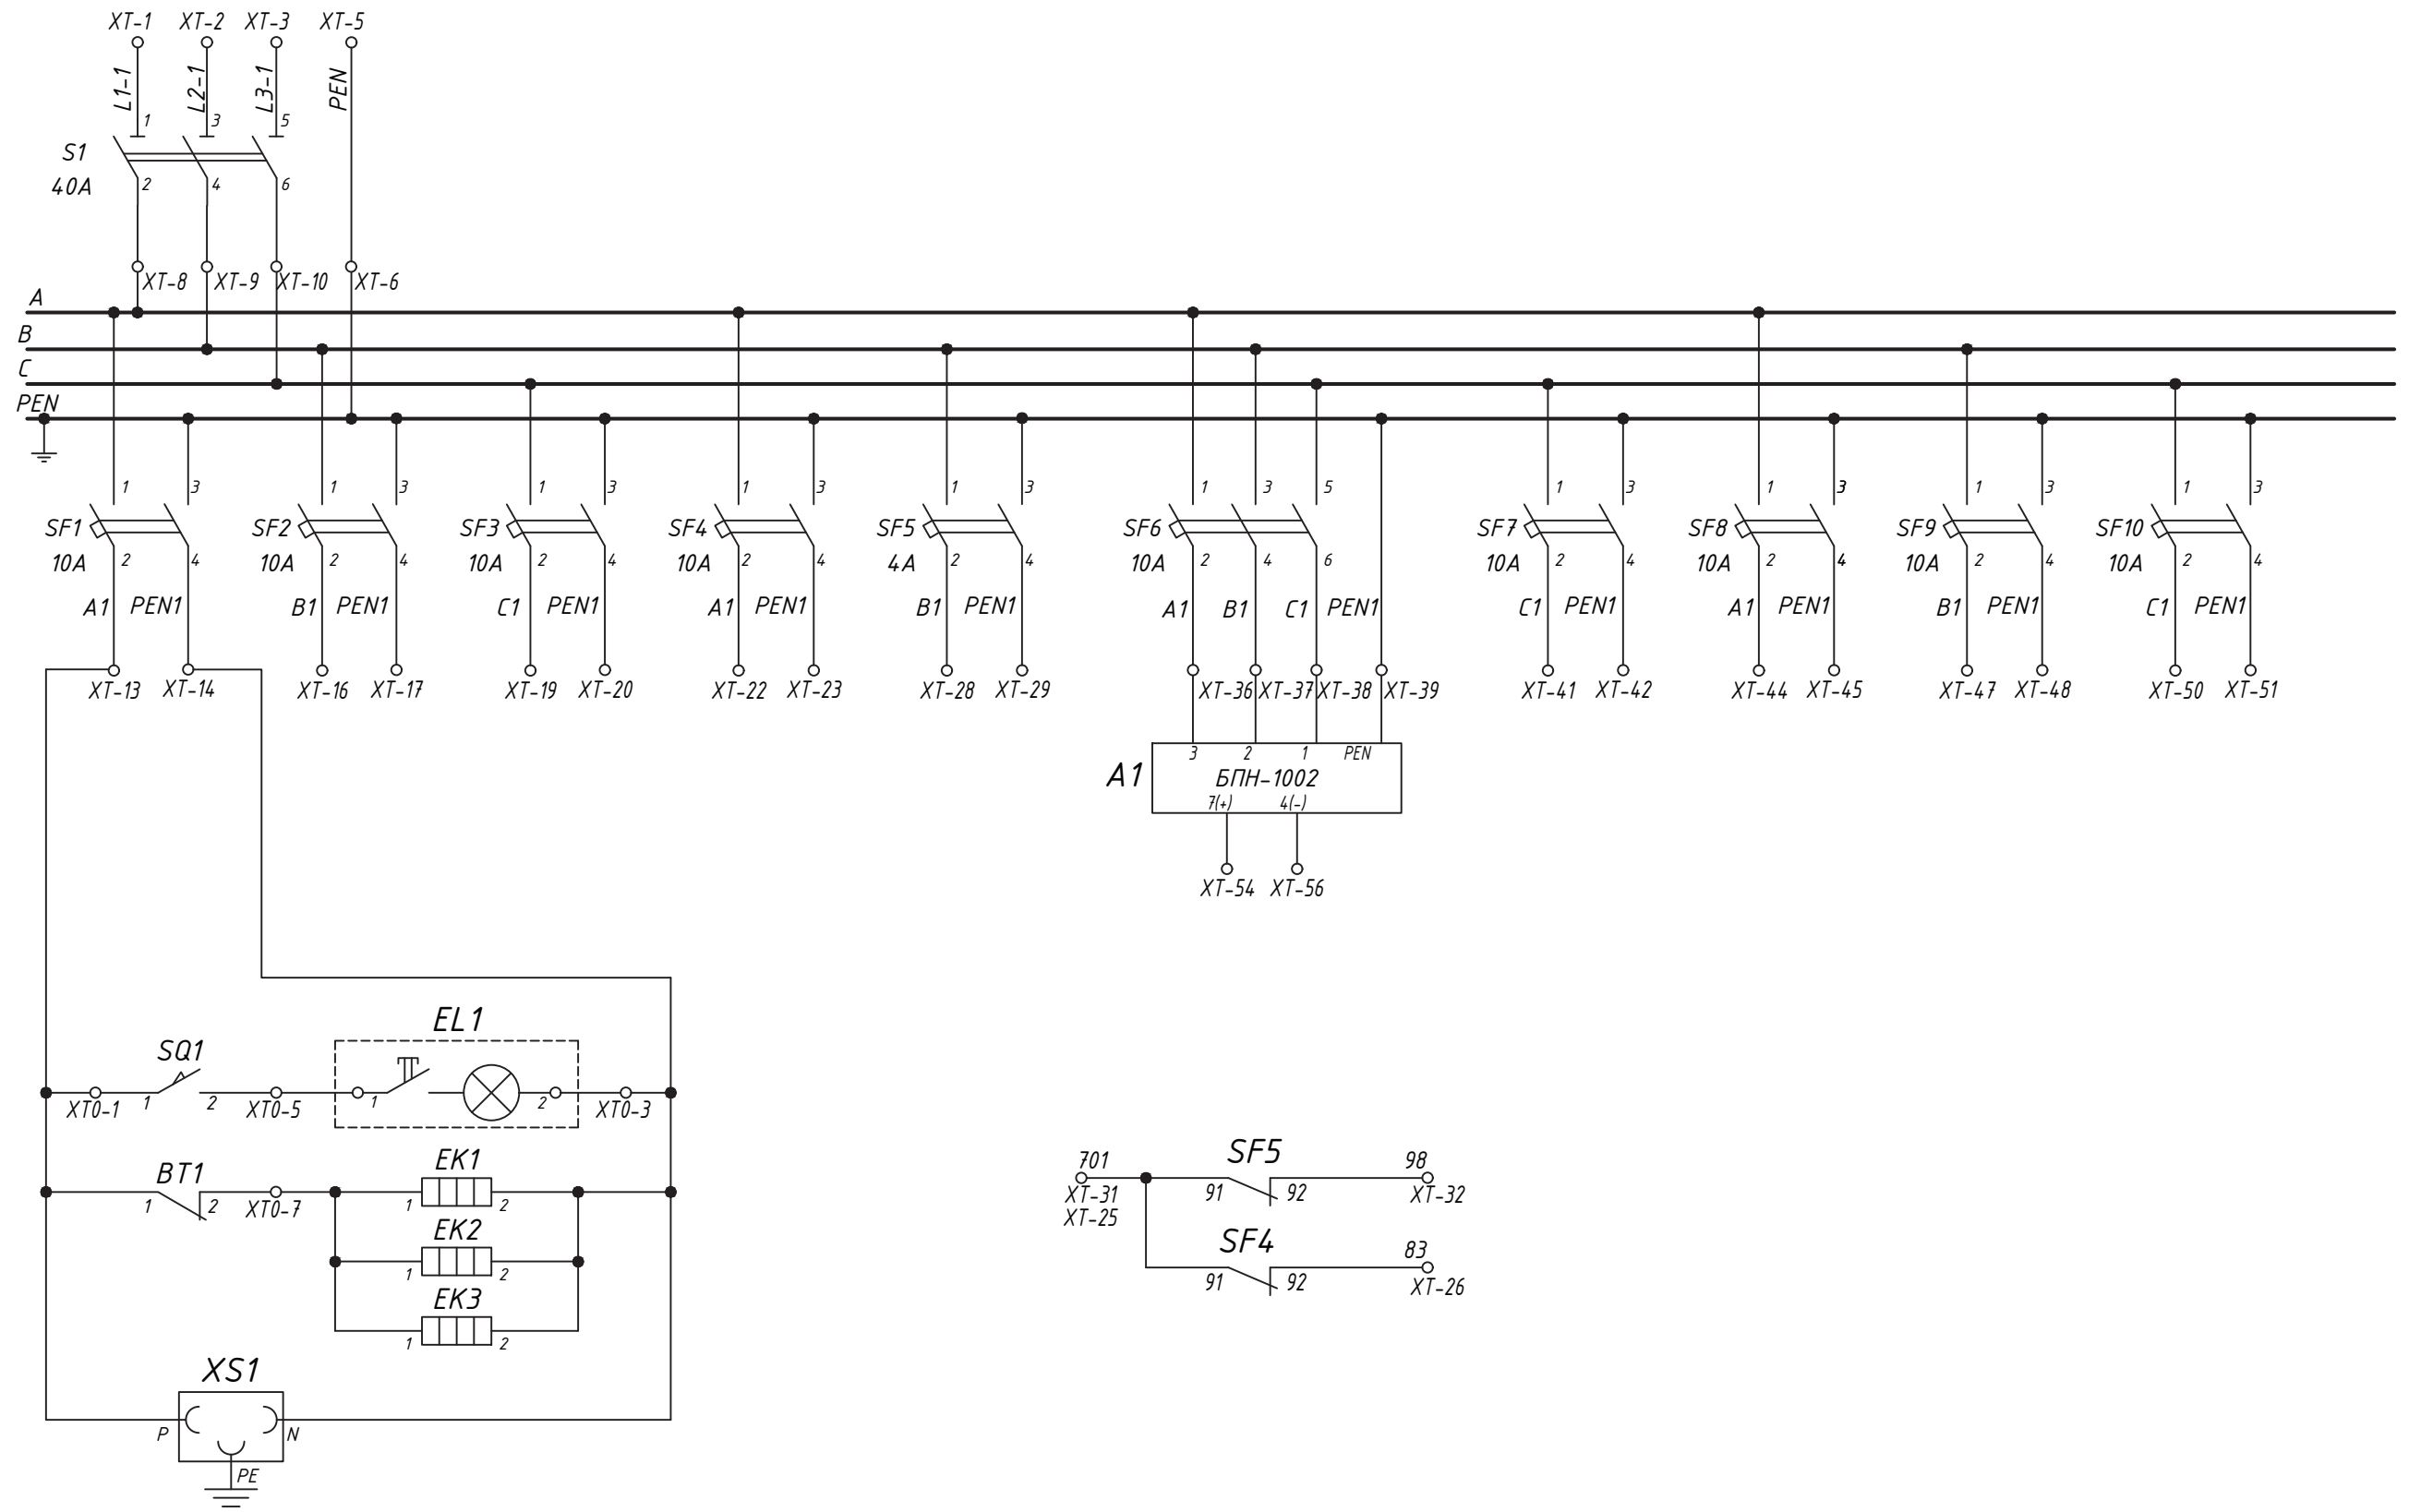 XT-1 XT-2 XT-3 XT-5
L1-1 L2-1 L3-1 PEN
1 3 5
S1
40A
2 4 6
XT-8 XT-9 XT-10 XT-6
A
B
C
PEN
1 3 1 3 1 3 1 3 1 3 1 3 5 1 3 1 3 1 3 1 3
SF1 SF2 SF3 SF4 SF5 SF6 SF7 SF8 SF9 SF10
10A 10A 10A 10A 4A 10A 10A 10A 10A 10A
2 4 2 4 2 4 2 4 2 4 2 4 6 2 4 2 4 2 4 2 4
A1 PEN1 B1 PEN1 C1 PEN1 A1 PEN1 B1 PEN1 A1 B1 C1 PEN1 C1 PEN1 A1 PEN1 B1 PEN1 C1 PEN1
XT-13 XT-14 XT-16 XT-17 XT-19 XT-20 XT-22 XT-23 XT-28 XT-29 XT-36 XT-37 XT-38 XT-39 XT-41 XT-42 XT-44 XT-45 XT-47 XT-48 XT-50 XT-51
3 2 1 PEN
A1 БПН-1002
7(+) 4(-)
XT-54 XT-56
EL1
SQ1
1 2 1 2
XT0-1 XT0-5 XT0-3
EK1
BT1
1 2 1 2
XT0-7
EK2
1 2
EK3
1 2
XS1
P N
PE
SF5
701 98
91 92
XT-31 XT-32
XT-25
SF4
83
91 92
XT-26